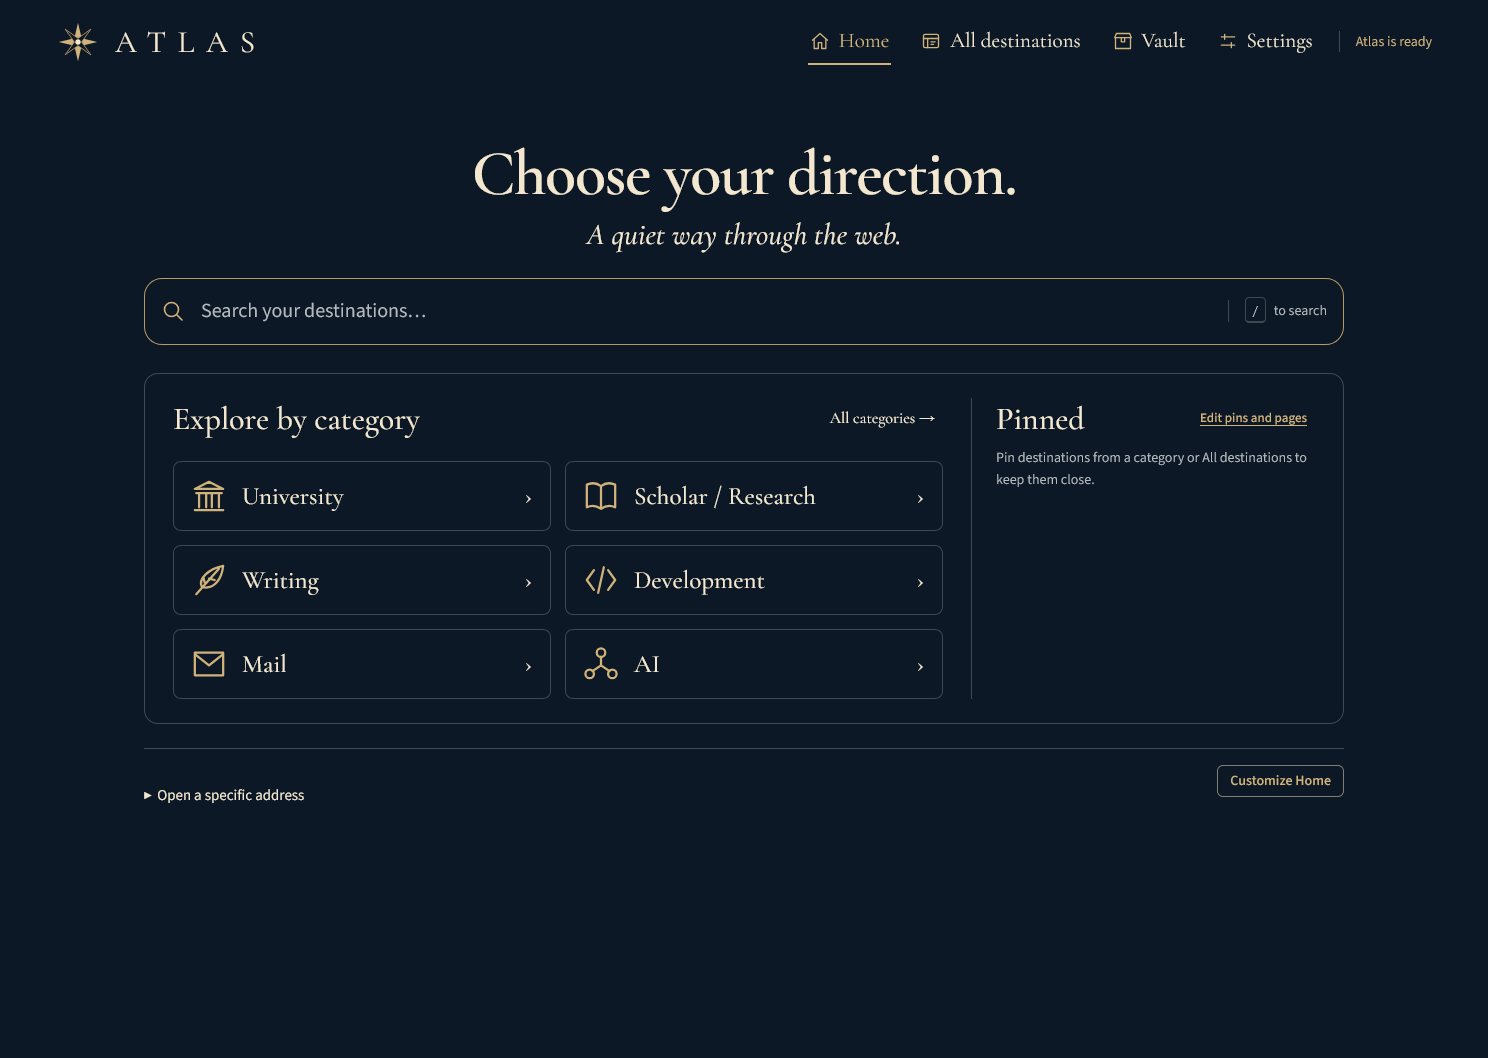 ATLAS
Home
All destinations
Vault
Settings
Atlas is ready
Choose your direction.
A quiet way through the web.
Search your destinations…
/ to search
Explore by category
All categories →
University ›
Scholar / Research ›
Writing ›
Development ›
Mail ›
AI ›
Pinned
Edit pins and pages
Pin destinations from a category or All destinations to
keep them close.
▶ Open a specific address
Customize Home